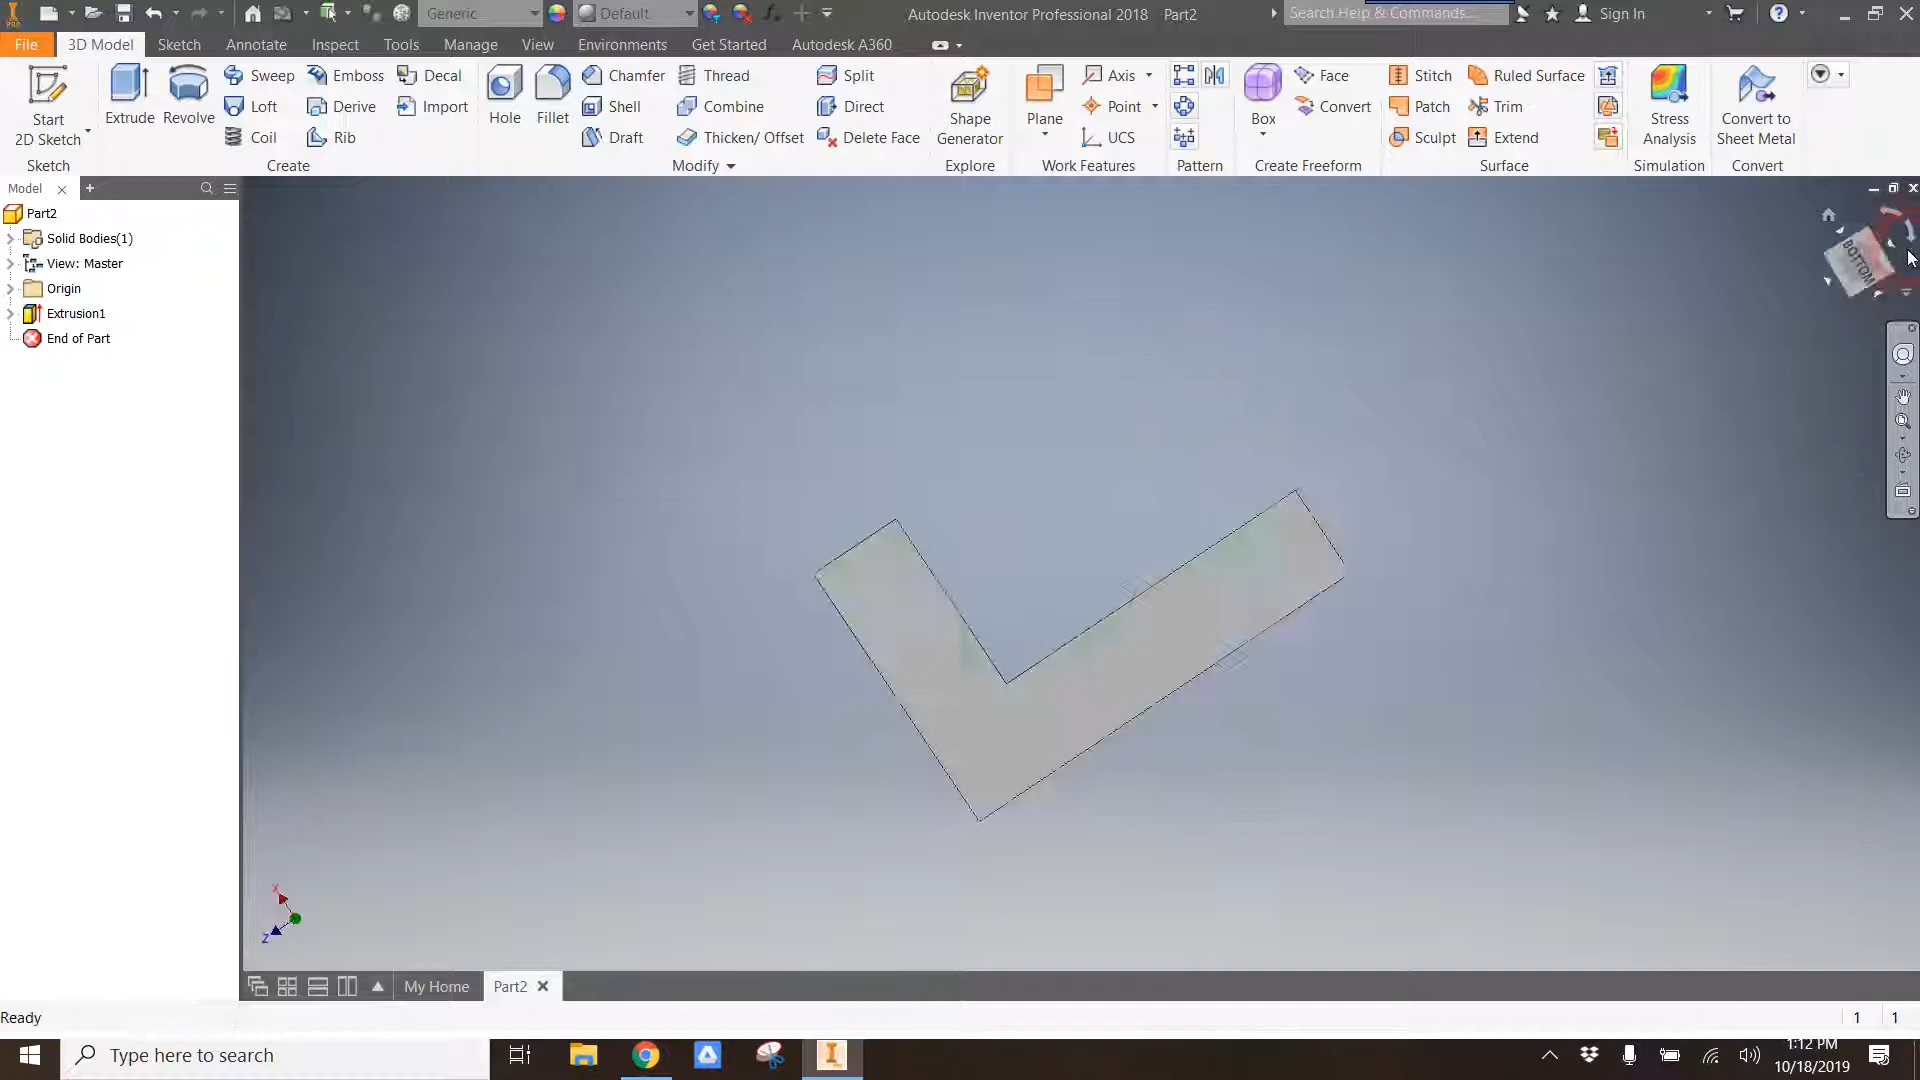 Generic
Default
Autodesk Inventor Professional 2018 Part2
Search Help & Commands...
Sign In
PRO
File
3D Model
Sketch
Annotate
Inspect
Tools
Manage
View
Environments
Get Started
Autodesk A360
Start
2D Sketch
Sketch
Extrude
Revolve
Sweep
Emboss
Decal
Loft
Derive
Import
Coil
Rib
Create
Hole
Fillet
Chamfer
Thread
Split
Shell
Combine
Direct
Draft
Thicken/ Offset
Delete Face
Modify
Shape
Generator
Explore
Plane
Axis
Point
UCS
Work Features
Pattern
Box
Face
Convert
Create Freeform
Stitch
Ruled Surface
Patch
Trim
Sculpt
Extend
Surface
Stress
Analysis
Simulation
Convert to
Sheet Metal
Convert
Model
Part2
Solid Bodies(1)
View: Master
Origin
Extrusion1
End of Part
BOTTOM
X
Z
My Home
Part2
Ready
1 1
Type here to search
1:12 PM
10/18/2019